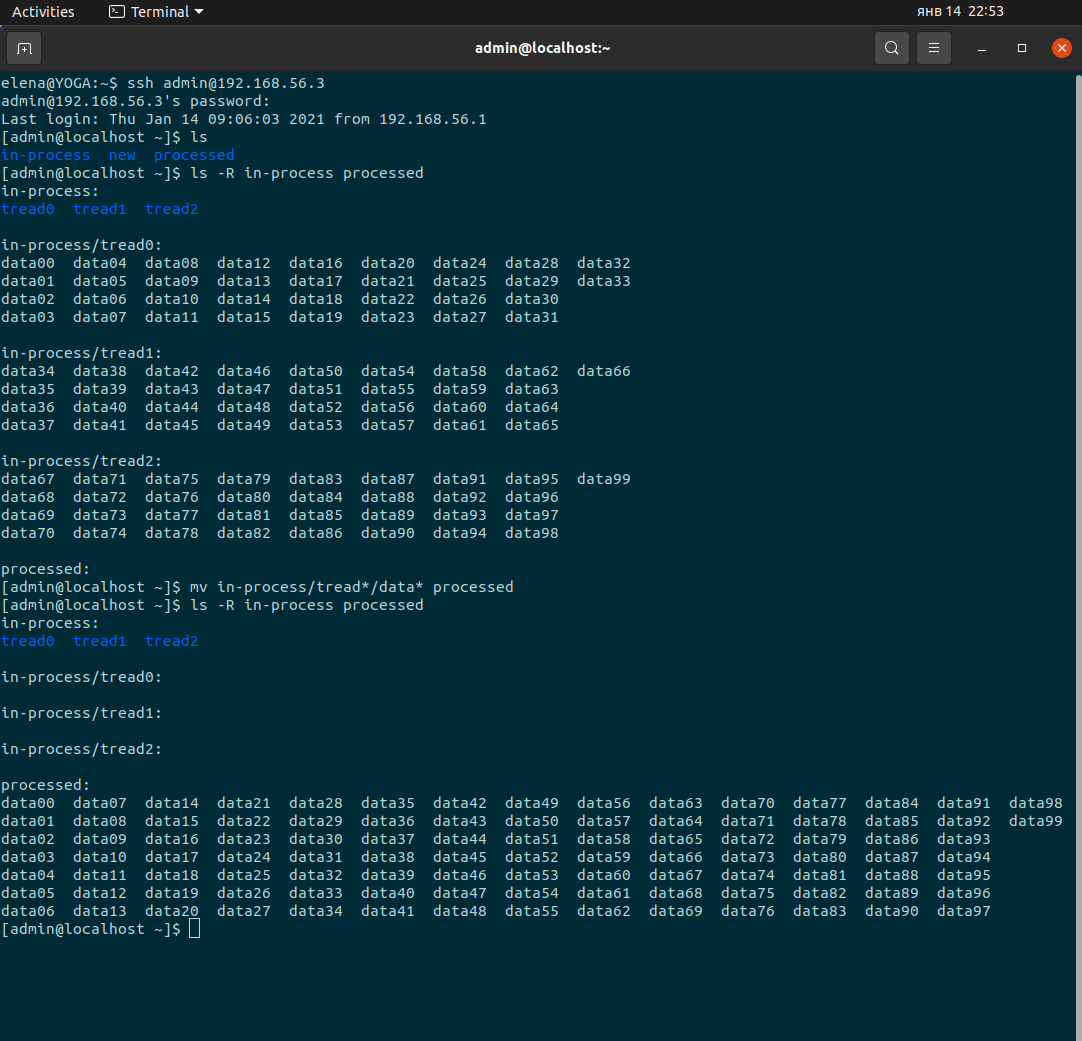 Activities Terminal янв 14 22:53
admin@localhost:~
elena@YOGA:~$ ssh admin@192.168.56.3
admin@192.168.56.3's password:
Last login: Thu Jan 14 09:06:03 2021 from 192.168.56.1
[admin@localhost ~]$ ls
in-process  new  processed
[admin@localhost ~]$ ls -R in-process processed
in-process:
tread0  tread1  tread2

in-process/tread0:
data00  data04  data08  data12  data16  data20  data24  data28  data32
data01  data05  data09  data13  data17  data21  data25  data29  data33
data02  data06  data10  data14  data18  data22  data26  data30
data03  data07  data11  data15  data19  data23  data27  data31

in-process/tread1:
data34  data38  data42  data46  data50  data54  data58  data62  data66
data35  data39  data43  data47  data51  data55  data59  data63
data36  data40  data44  data48  data52  data56  data60  data64
data37  data41  data45  data49  data53  data57  data61  data65

in-process/tread2:
data67  data71  data75  data79  data83  data87  data91  data95  data99
data68  data72  data76  data80  data84  data88  data92  data96
data69  data73  data77  data81  data85  data89  data93  data97
data70  data74  data78  data82  data86  data90  data94  data98

processed:
[admin@localhost ~]$ mv in-process/tread*/data* processed
[admin@localhost ~]$ ls -R in-process processed
in-process:
tread0  tread1  tread2

in-process/tread0:

in-process/tread1:

in-process/tread2:

processed:
data00  data07  data14  data21  data28  data35  data42  data49  data56  data63  data70  data77  data84  data91  data98
data01  data08  data15  data22  data29  data36  data43  data50  data57  data64  data71  data78  data85  data92  data99
data02  data09  data16  data23  data30  data37  data44  data51  data58  data65  data72  data79  data86  data93
data03  data10  data17  data24  data31  data38  data45  data52  data59  data66  data73  data80  data87  data94
data04  data11  data18  data25  data32  data39  data46  data53  data60  data67  data74  data81  data88  data95
data05  data12  data19  data26  data33  data40  data47  data54  data61  data68  data75  data82  data89  data96
data06  data13  data20  data27  data34  data41  data48  data55  data62  data69  data76  data83  data90  data97
[admin@localhost ~]$